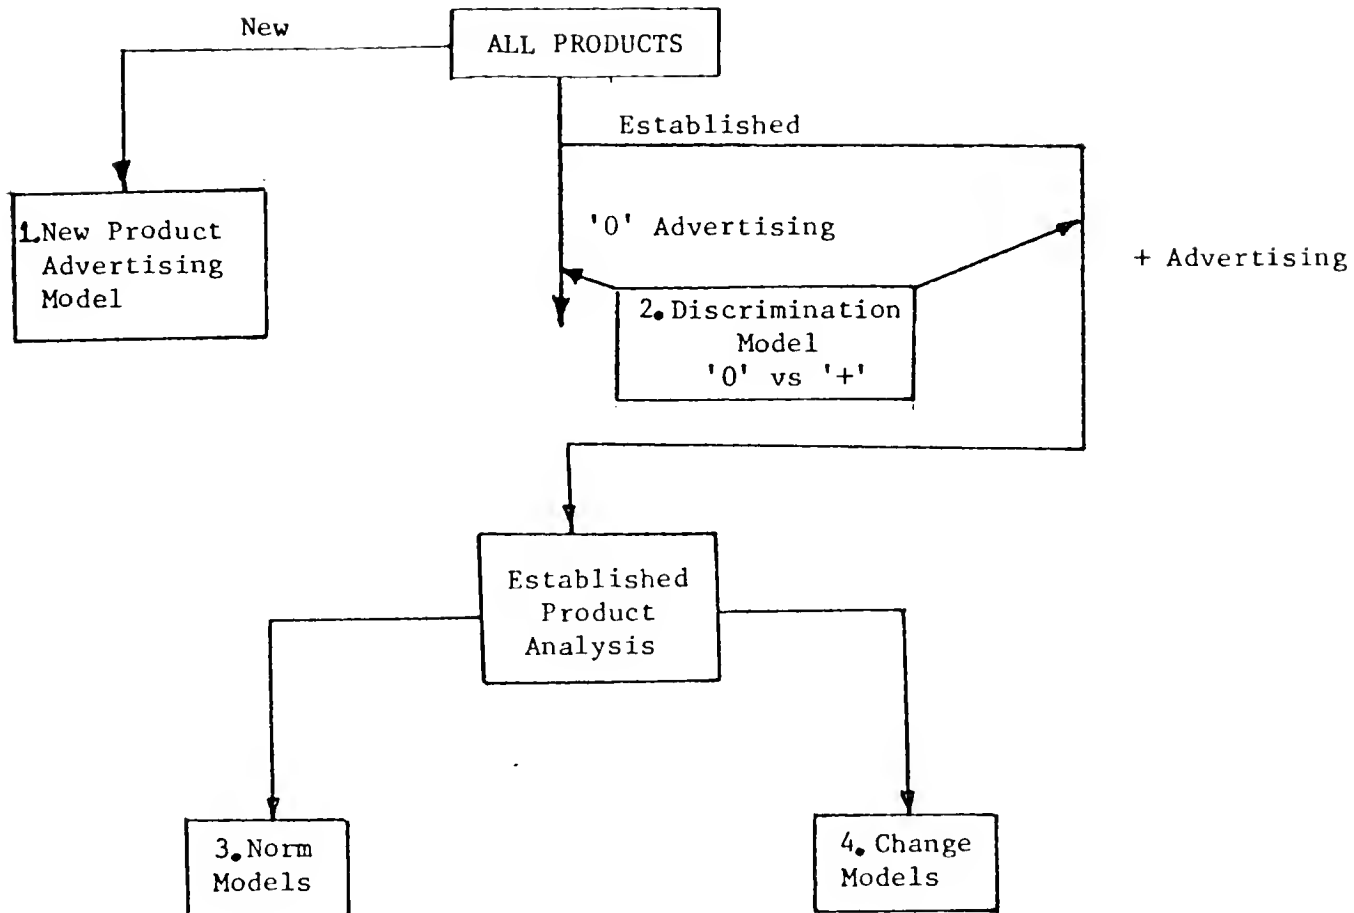 New
ALL PRODUCTS
Established
1.New Product
Advertising
Model
'0' Advertising
+ Advertising
2.Discrimination
Model
'0' vs '+'
Established
Product
Analysis
3.Norm
Models
4.Change
Models